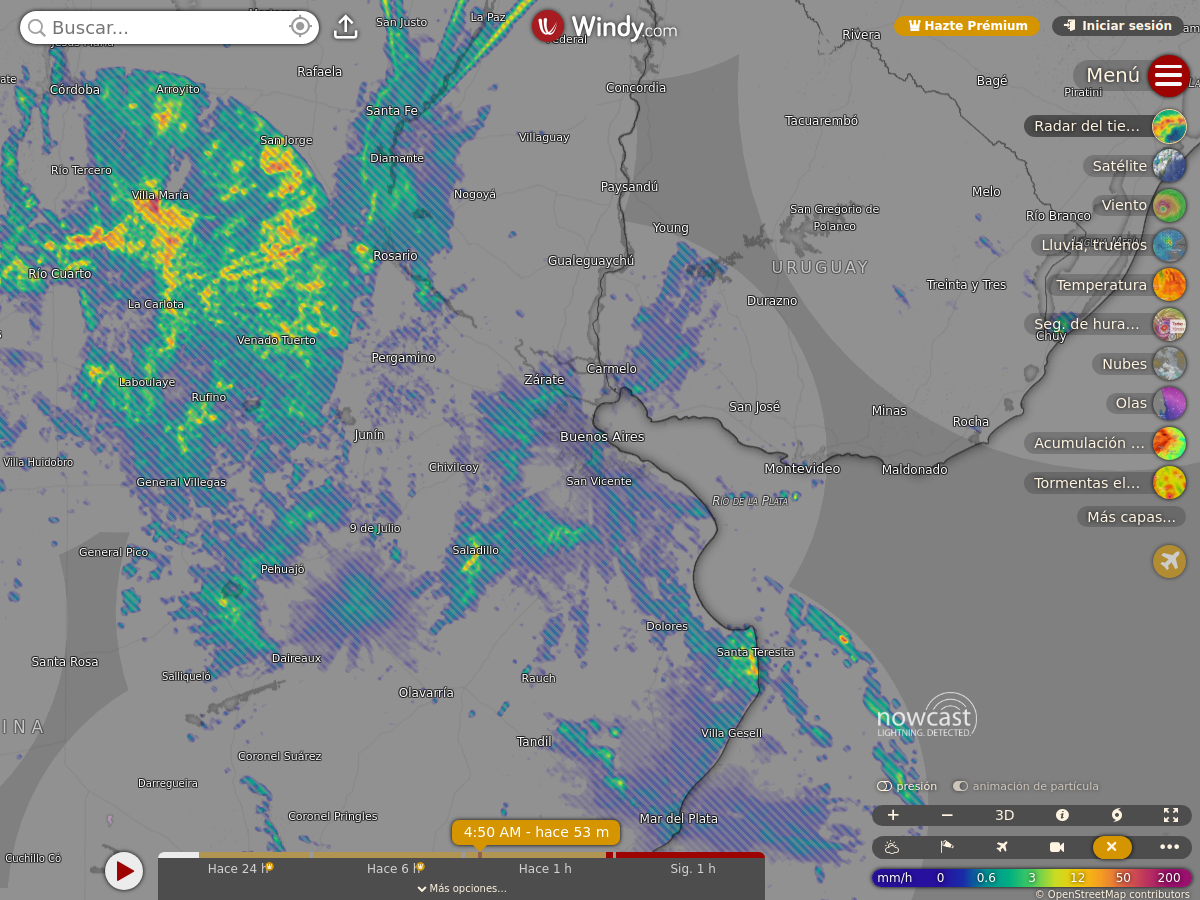 Buscar...
San Justo
La Paz
Federal
Windy.com
Rivera
Hazte Prémium
Iniciar sesión
Rafaela
Menú
Bagé
Piratini
Córdoba
Arroyito
Concordia
Santa Fe
Tacuarembó
Radar del tie...
San Jorge
Villaguay
Diamante
Río Tercero
Satélite
Villa María
Nogoyá
Paysandú
Melo
Viento
San Gregorio de
Polanco
Río Branco
Young
Rosario
Gualeguaychú
Lluvia, truenos
URUGUAY
Río Cuarto
Treinta y Tres
Temperatura
La Carlota
Durazno
Seg. de hura...
Chuy
Venado Tuerto
Pergamino
Nubes
Carmelo
Zárate
Laboulaye
Rufino
San José
Minas
Olas
Rocha
Junín
Buenos Aires
Acumulación ...
Villa Huidobro
Chivilcoy
Montevideo
Maldonado
General Villegas
San Vicente
Tormentas el...
Río de la Plata
Más capas...
9 de Julio
General Pico
Saladillo
Pehuajó
Dolores
Santa Teresita
Santa Rosa
Daireaux
Salliqueló
Rauch
Olavarría
INA
nowcast
LIGHTNING. DETECTED.
Villa Gesell
Tandil
Coronel Suárez
Darregueira
presión
animación de partícula
Coronel Pringles
Mar del Plata
+ − 3D
4:50 AM - hace 53 m
Cuchillo Có
Hace 24 h
Hace 6 h
Hace 1 h
Sig. 1 h
Más opciones...
mm/h 0 0.6 3 12 50 200
© OpenStreetMap contributors